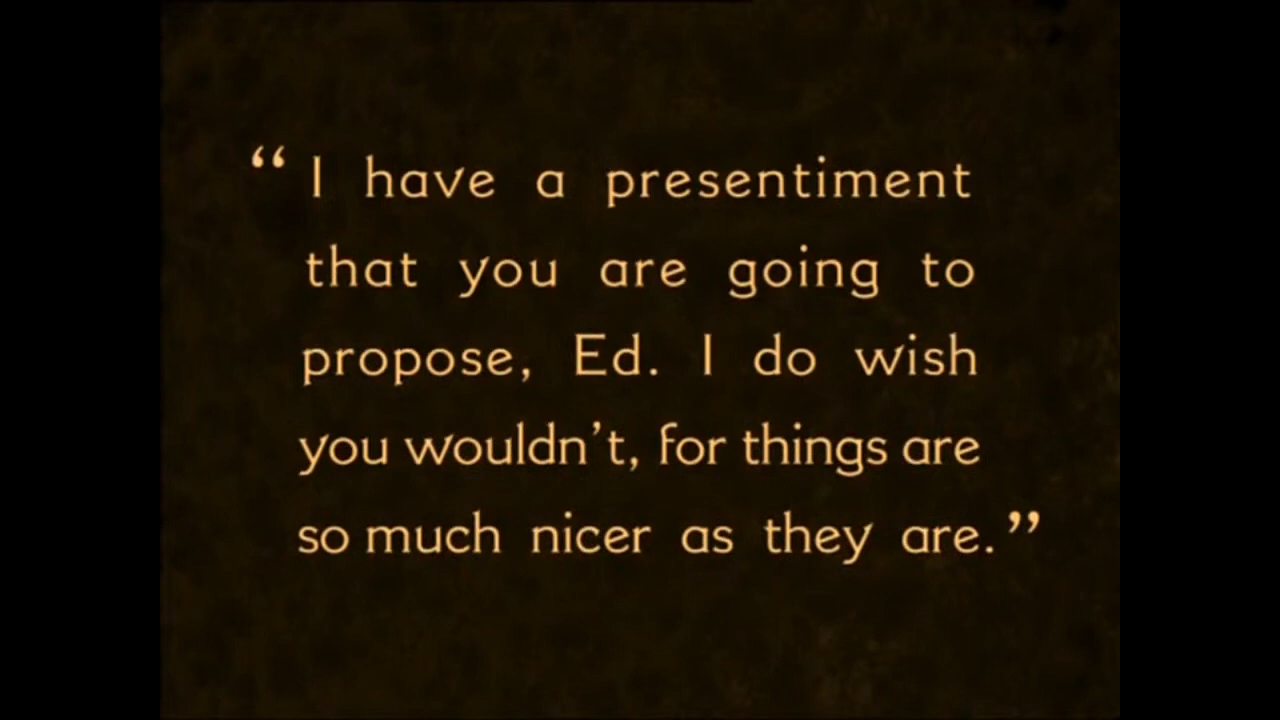 “I have a presentiment
that you are going to
propose, Ed. I do wish
you wouldn’t, for things are
so much nicer as they are.”